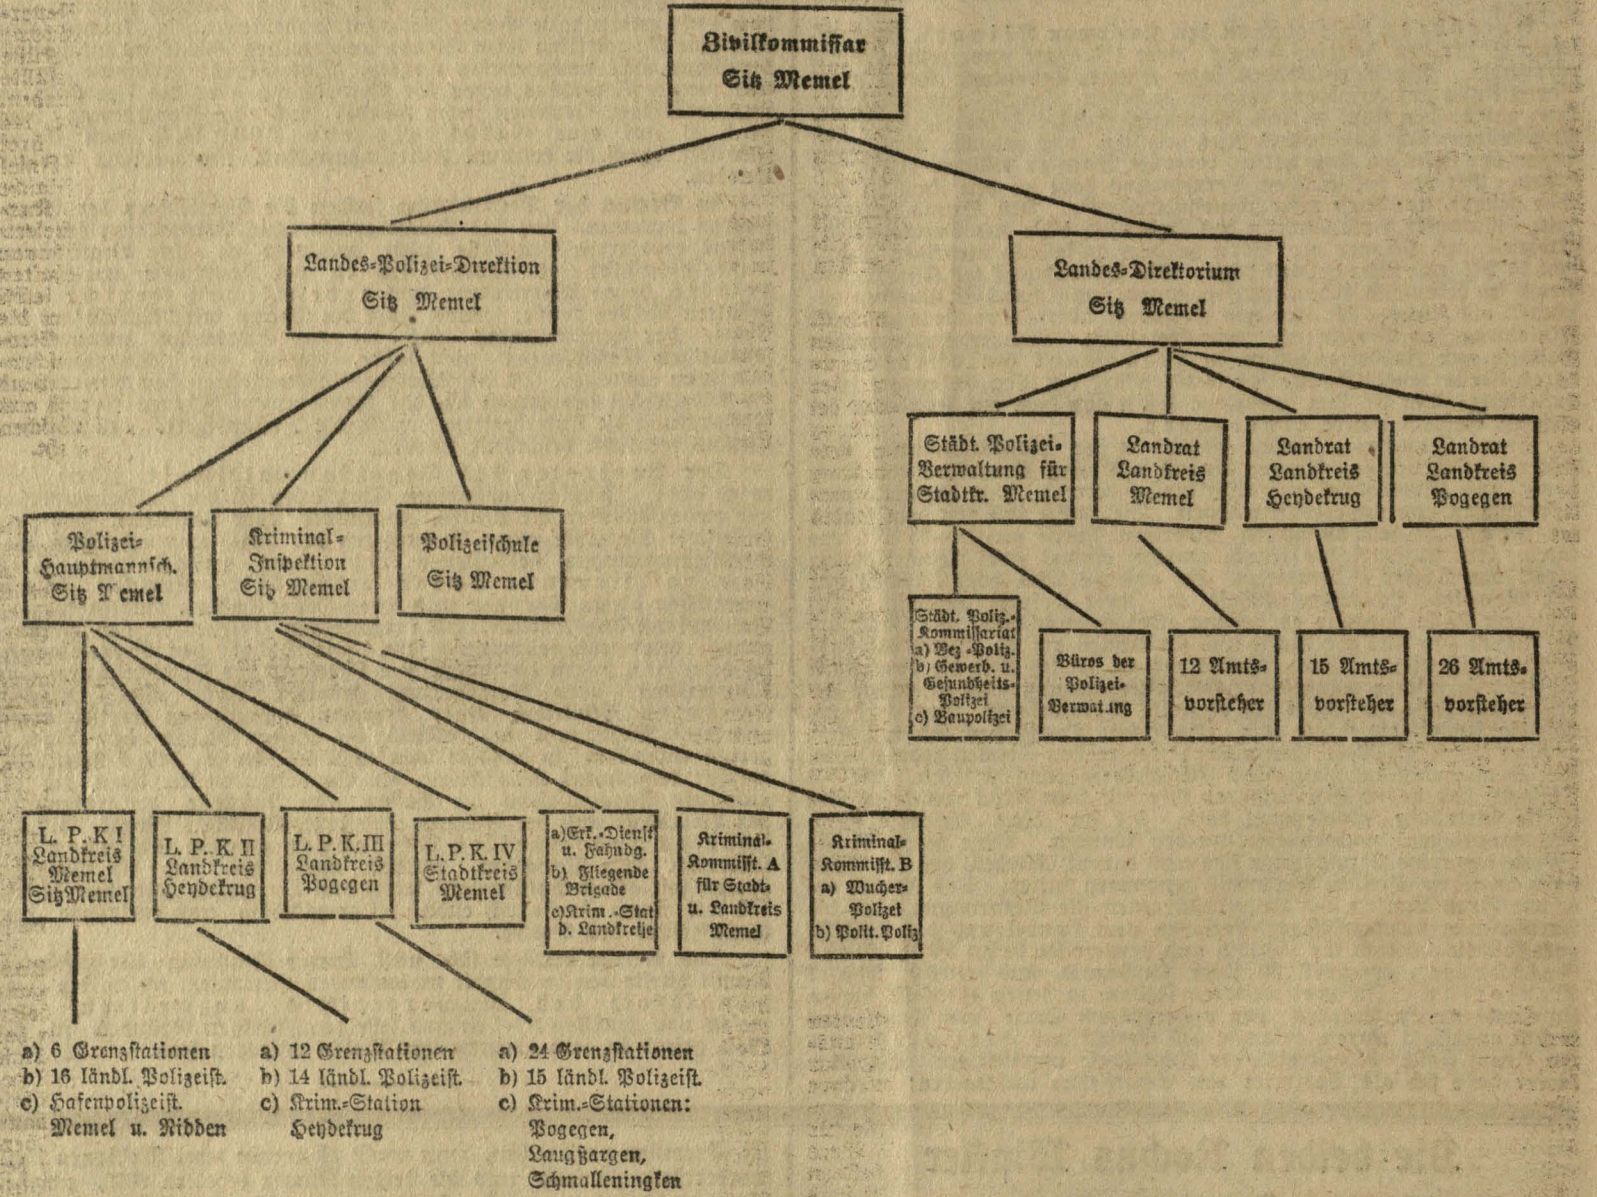 Zivilkommissar
Sitz Memel
Landes-Polizei-Direktion
Sitz Memel
Landes-Direktorium
Sitz Memel
Städt. Polizei-
Verwaltung für
Stadtkr. Memel
Landrat
Landkreis
Memel
Landrat
Landkreis
Heydekrug
Landrat
Landkreis
Pogegen
Polizei-
Hauptmannsch.
Sitz Memel
Kriminal-
Inspektion
Sitz Memel
Polizeischule
Sitz Memel
Städt. Poliz.-
Kommissariat
a) Bez.-Poliz.
b) Gewerb. u.
Gesundheits-
Polizei
c) Baupolizei
Büros der
Polizei-
12 Amts-
vorsteher
15 Amts-
vorsteher
26 Amts-
vorsteher
L. P. K I
Landkreis
Memel
Sitz Memel
L. P. K II
Landkreis
Heydekrug
L. P. K. III
Landkreis
Pogegen
L. P. K. IV
Stadtkreis
Memel
a) Erk.-Dienst
u. Fahndg.
b) Fliegende
Brigade
c) Krim.-Stat
d. Landkreise
Kriminal-
Kommisst. A
für Stadt-
u. Landkreis
Memel
Kriminal-
Kommisst. B
a) Wucher-
Polizei
b) Polit. Poliz
a) 6 Grenzstationen
b) 16 ländl. Polizeist.
c) Hafenpolizeist.
Memel u. Nidden
a) 12 Grenzstationen
b) 14 ländl. Polizeist.
c) Krim.-Station
Heydekrug
a) 24 Grenzstationen
b) 15 ländl. Polizeist.
c) Krim.-Stationen:
Pogegen,
Laugßargen,
Schmalleningken